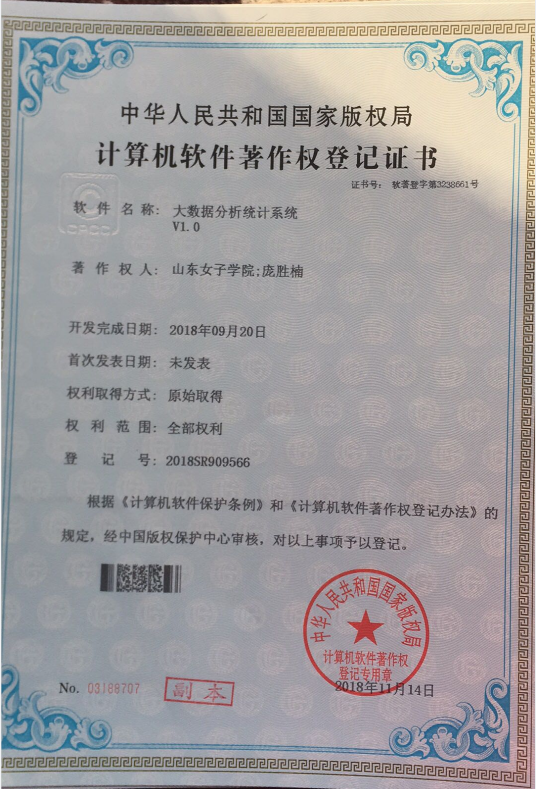 中华人民共和国国家版权局
计算机软件著作权登记证书
证书号： 软著登字第3238661号
CPCC
软件名称： 大数据分析统计系统
V1.0
著作权人： 山东女子学院;庞胜楠
开发完成日期： 2018年09月20日
首次发表日期： 未发表
权利取得方式： 原始取得
权利范围： 全部权利
登记号： 2018SR909566
根据《计算机软件保护条例》和《计算机软件著作权登记办法》的
规定，经中国版权保护中心审核，对以上事项予以登记。
中华人民共和国国家版权局
计算机软件著作权
登记专用章
No. 03188707
副本
2018年11月14日